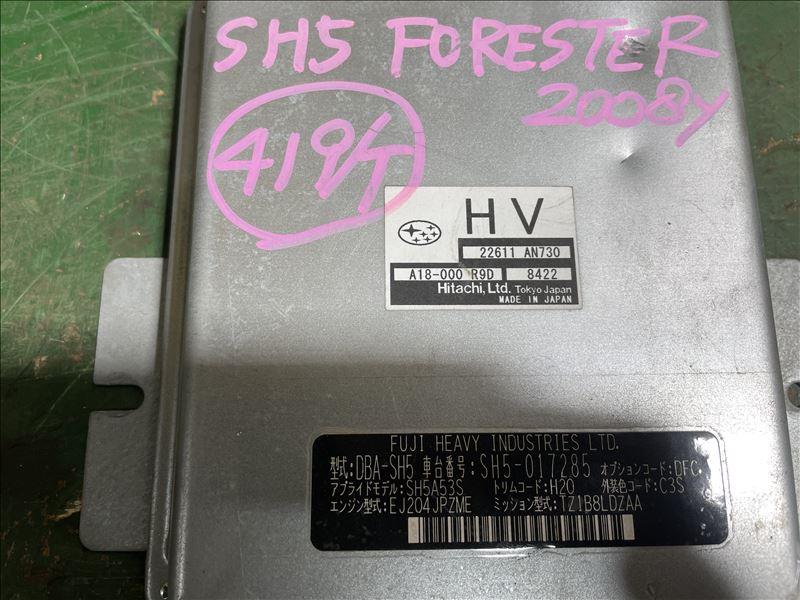 SH5 FORESTER
2008y
419/T
HV
22611 AN730
A18-000 R9D 8422
Hitachi, Ltd. Tokyo Japan
MADE IN JAPAN
FUJI HEAVY INDUSTRIES LTD.
型式:DBA-SH5 車台番号:SH5-017285 オプションコード:DFC
アプライドモデル:SH5A53S トリムコード:H20 外装色コード:C3S
エンジン型式:EJ204JPZME ミッション型式:TZ1B8LDZAA